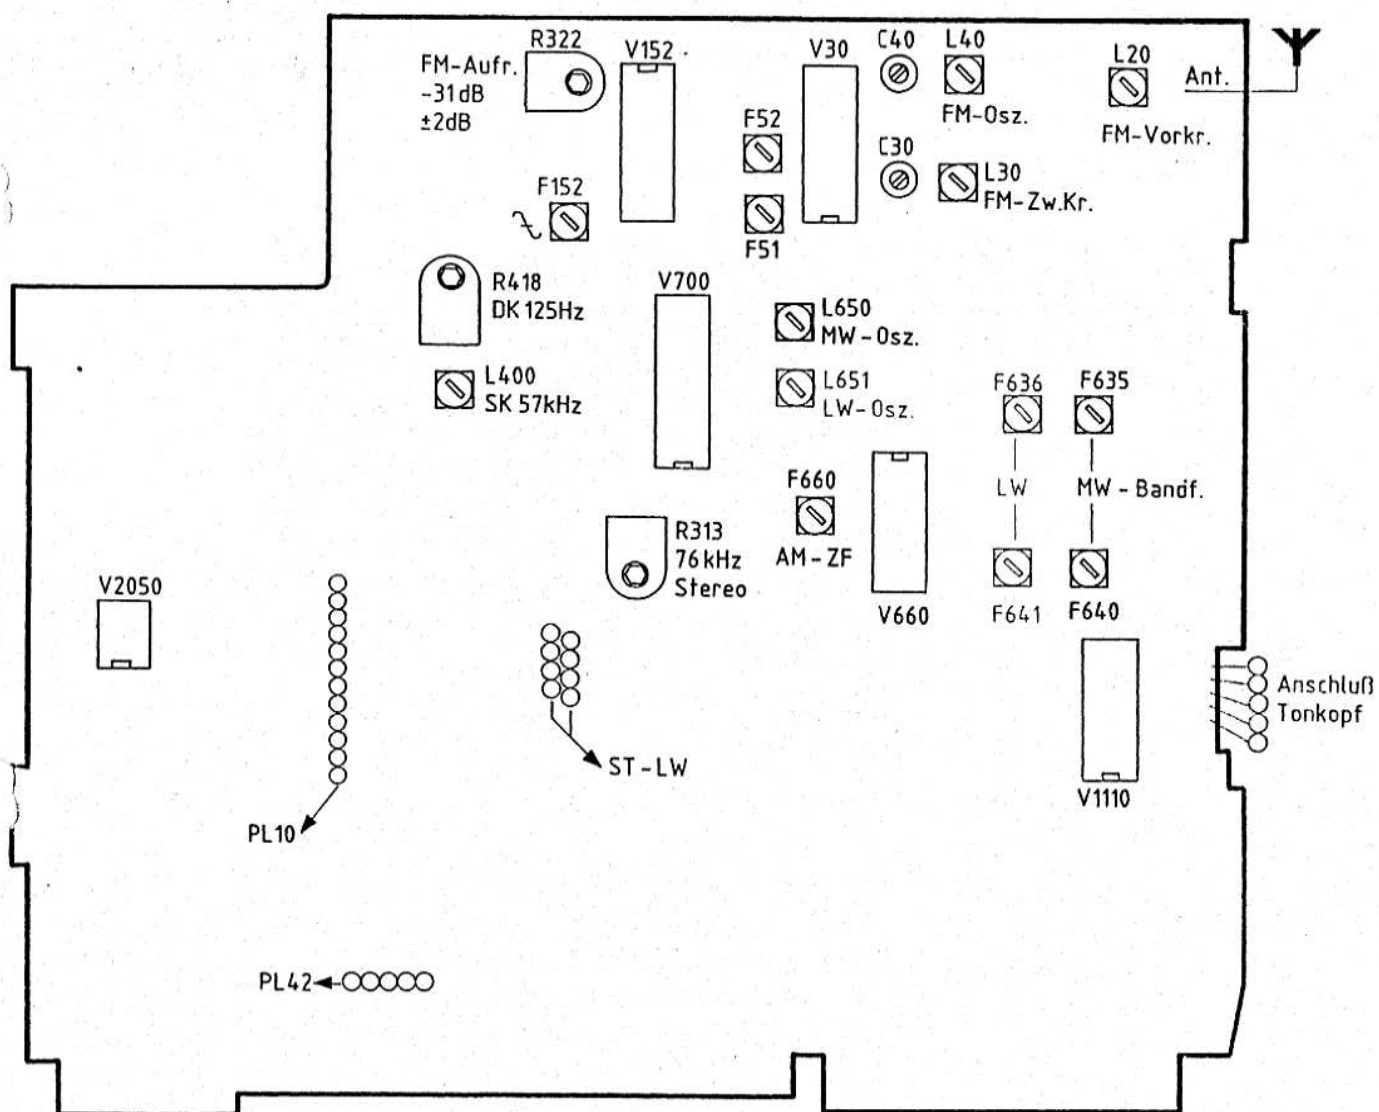 R322
FM-Aufr.
-31dB
±2dB
V152
V30
C40
L40
FM-Osz.
L20
FM-Vorkr.
Ant.
F52
C30
L30
FM-Zw.Kr.
F152
F51
R418
DK 125Hz
V700
L650
MW-Osz.
L400
SK 57kHz
L651
LW-Osz.
F636
F635
F660
AM-ZF
LW
MW-Bandf.
R313
76kHz
Stereo
V2050
V660
F641
F640
Anschluß
Tonkopf
ST-LW
V1110
PL10
PL42